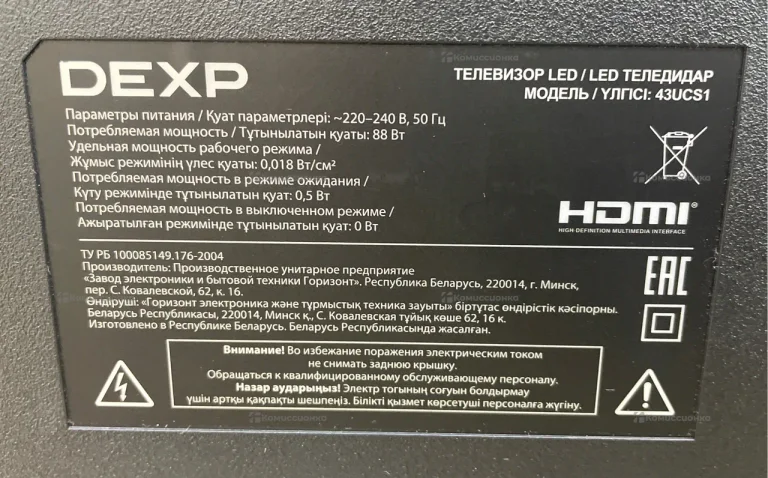 DEXP
ТЕЛЕВИЗОР LED / LED ТЕЛЕДИДАР
МОДЕЛЬ / ҮЛГІСІ: 43UCS1
Параметры питания / Қуат параметрлері: ~220–240 В, 50 Гц
Потребляемая мощность / Тұтынылатын қуаты: 88 Вт
Удельная мощность рабочего режима /
Жұмыс режимінің үлес қуаты: 0,018 Вт/см²
Потребляемая мощность в режиме ожидания /
Күту режимінде тұтынылатын қуат: 0,5 Вт
Потребляемая мощность в выключенном режиме /
Ажыратылған режимінде тұтынылатын қуат: 0 Вт
HDMI®
HIGH-DEFINITION MULTIMEDIA INTERFACE
ТУ РБ 100085149.176-2004
Производитель: Производственное унитарное предприятие
«Завод электроники и бытовой техники Горизонт». Республика Беларусь, 220014, г. Минск,
пер. С. Ковалевской, 62, к. 16.
Өндіруші: «Горизонт электроника және тұрмыстық техника зауыты» біртұтас өндірістік кәсіпорны.
Беларусь Республикасы, 220014, Минск қ., С. Ковалевская тұйық көше 62, 16 к.
Изготовлено в Республике Беларусь. Беларусь Республикасында жасалған.
EAC
Внимание! Во избежание поражения электрическим током
не снимать заднюю крышку.
Обращаться к квалифицированному обслуживающему персоналу.
Назар аударыңыз! Электр тогының соғуын болдырмау
үшін артқы қақпақты шешпеңіз. Білікті қызмет көрсетуші персоналға жүгіну.
Комиссионко